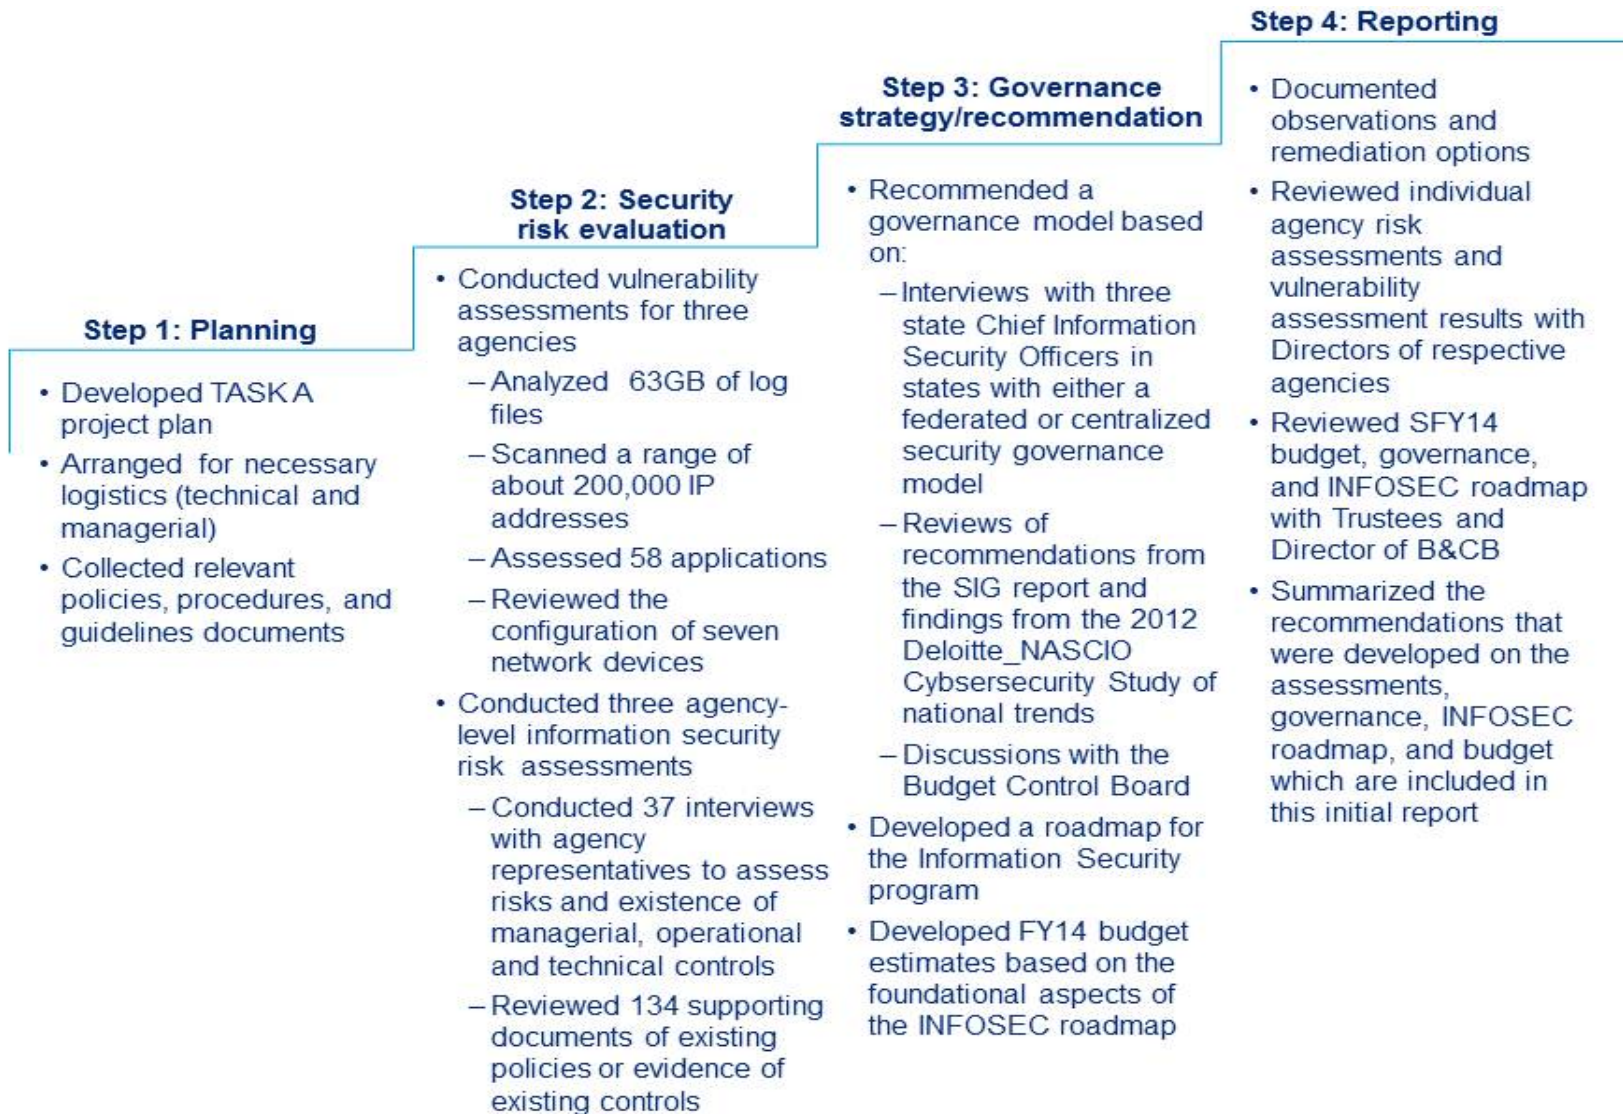 Step 1: Planning
• Developed TASK A
project plan
• Arranged for necessary
logistics (technical and
managerial)
• Collected relevant
policies, procedures, and
guidelines documents
Step 2: Security
risk evaluation
• Conducted vulnerability
assessments for three
agencies
– Analyzed 63GB of log
files
– Scanned a range of
about 200,000 IP
addresses
– Assessed 58 applications
– Reviewed the
configuration of seven
network devices
• Conducted three agency-
level information security
risk assessments
– Conducted 37 interviews
with agency
representatives to assess
risks and existence of
managerial, operational
and technical controls
– Reviewed 134 supporting
documents of existing
policies or evidence of
existing controls
Step 3: Governance
strategy/recommendation
• Recommended a
governance model based
on:
– Interviews with three
state Chief Information
Security Officers in
states with either a
federated or centralized
security governance
model
– Reviews of
recommendations from
the SIG report and
findings from the 2012
Deloitte_NASCIO
Cybsersecurity Study of
national trends
– Discussions with the
Budget Control Board
• Developed a roadmap for
the Information Security
program
• Developed FY14 budget
estimates based on the
foundational aspects of
the INFOSEC roadmap
Step 4: Reporting
• Documented
observations and
remediation options
• Reviewed individual
agency risk
assessments and
vulnerability
assessment results with
Directors of respective
agencies
• Reviewed SFY14
budget, governance,
and INFOSEC roadmap
with Trustees and
Director of B&CB
• Summarized the
recommendations that
were developed on the
assessments,
governance, INFOSEC
roadmap, and budget
which are included in
this initial report